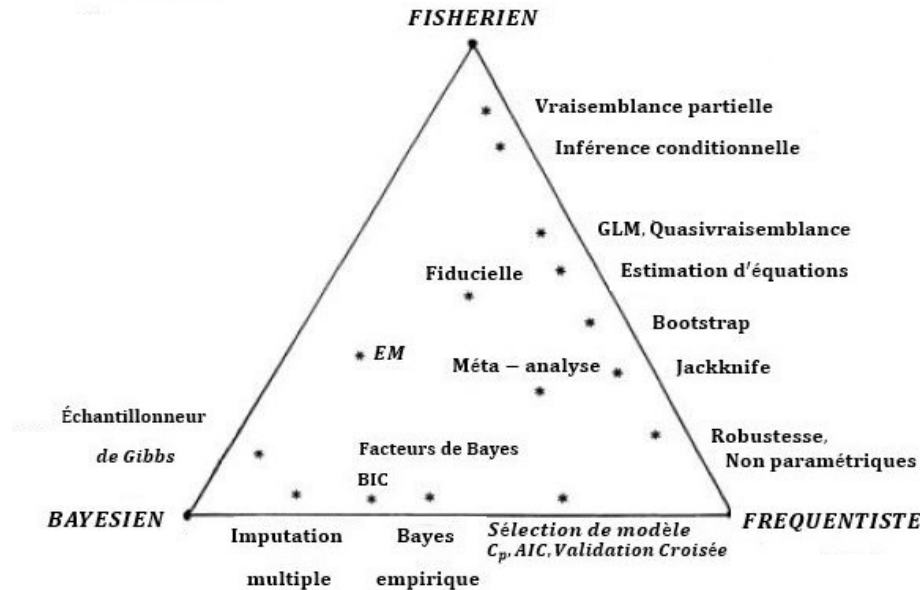 FISHERIEN
Vraisemblance partielle
Inférence conditionnelle
GLM, Quasivraisemblance
Estimation d'équations
Fiducielle
Bootstrap
EM
Méta − analyse
Jackknife
Échantillonneur
de Gibbs
Facteurs de Bayes
BIC
Robustesse,
Non paramétriques
BAYESIEN
FREQUENTISTE
Imputation
multiple
Bayes
empirique
Sélection de modèle
Cp, AIC, Validation Croisée